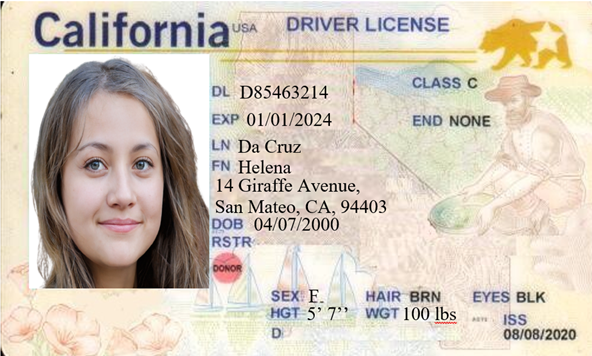 California USA DRIVER LICENSE
DL D85463214 CLASS C
EXP 01/01/2024 END NONE
LN Da Cruz
FN Helena
14 Giraffe Avenue,
San Mateo, CA, 94403
DOB 04/07/2000
RSTR
DONOR
SEX F. HAIR BRN EYES BLK
HGT 5’ 7’’ WGT 100 lbs ISS
D 08/08/2020